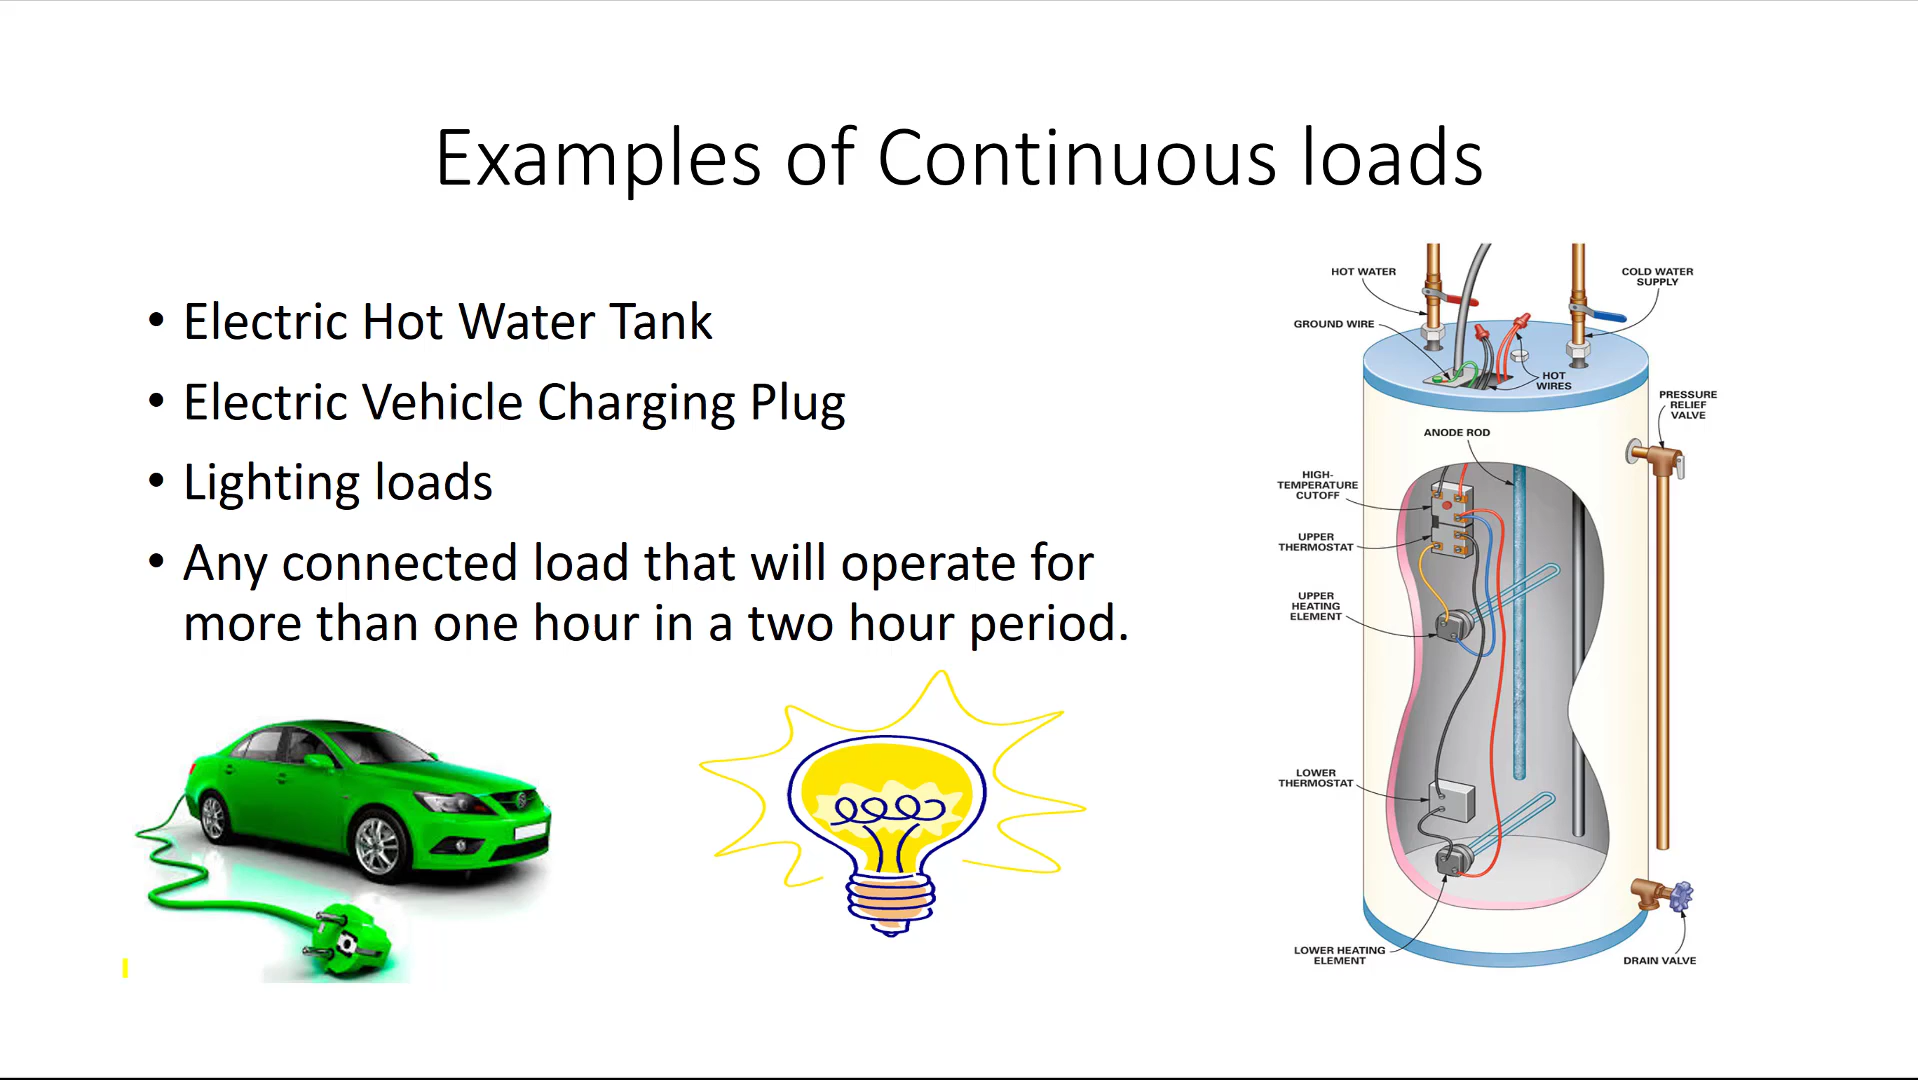 Examples of Continuous loads
• Electric Hot Water Tank
• Electric Vehicle Charging Plug
• Lighting loads
• Any connected load that will operate for
more than one hour in a two hour period.
HOT WATER
COLD WATER
SUPPLY
GROUND WIRE
HOT
WIRES
PRESSURE
RELIEF
VALVE
ANODE ROD
HIGH-
TEMPERATURE
CUTOFF
UPPER
THERMOSTAT
UPPER
HEATING
ELEMENT
LOWER
THERMOSTAT
LOWER HEATING
ELEMENT
DRAIN VALVE